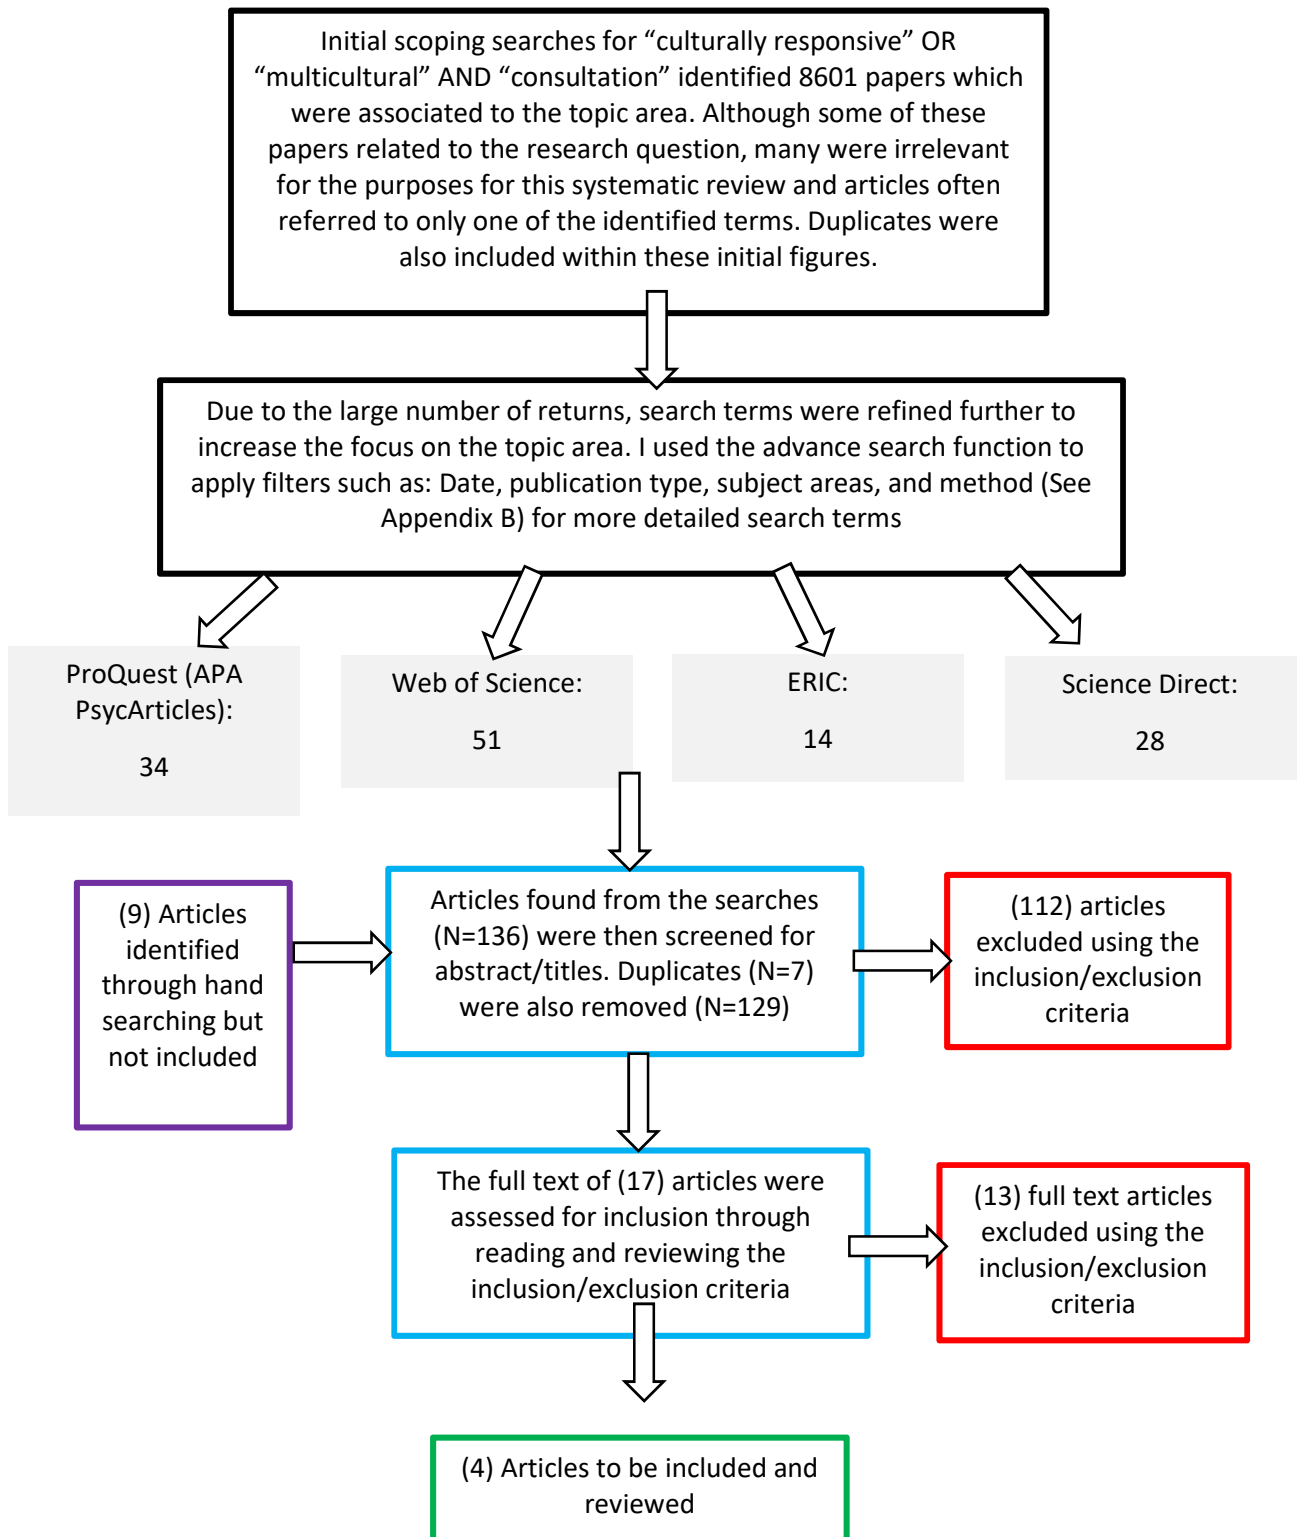 Initial scoping searches for “culturally responsive” OR
“multicultural” AND “consultation” identified 8601 papers which
were associated to the topic area. Although some of these
papers related to the research question, many were irrelevant
for the purposes for this systematic review and articles often
referred to only one of the identified terms. Duplicates were
also included within these initial figures.
Due to the large number of returns, search terms were refined further to
increase the focus on the topic area. I used the advance search function to
apply filters such as: Date, publication type, subject areas, and method (See
Appendix B) for more detailed search terms
ProQuest (APA
PsycArticles):
34
Web of Science:
51
ERIC:
14
Science Direct:
28
(9) Articles
identified
through hand
searching but
not included
Articles found from the searches
(N=136) were then screened for
abstract/titles. Duplicates (N=7)
were also removed (N=129)
(112) articles
excluded using the
inclusion/exclusion
criteria
The full text of (17) articles were
assessed for inclusion through
reading and reviewing the
inclusion/exclusion criteria
(13) full text articles
excluded using the
inclusion/exclusion
criteria
(4) Articles to be included and
reviewed